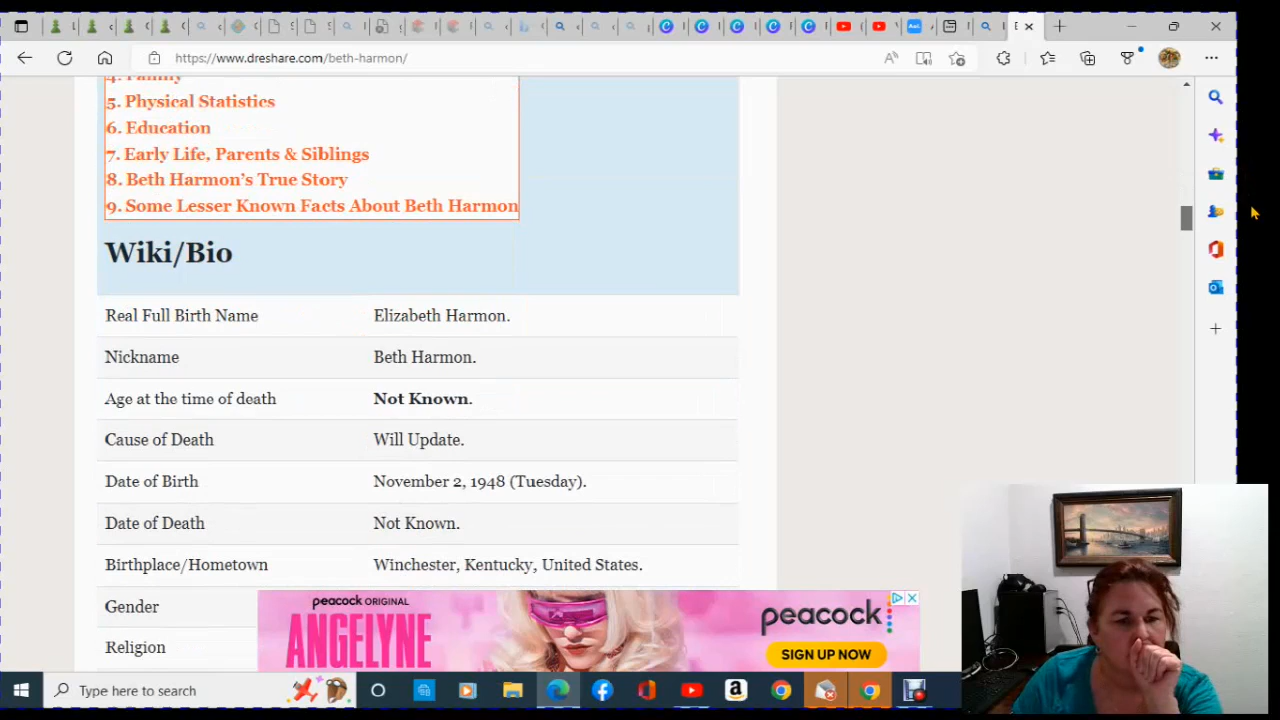 https://www.dreshare.com/beth-harmon/
4. Family
5. Physical Statistics
6. Education
7. Early Life, Parents & Siblings
8. Beth Harmon’s True Story
9. Some Lesser Known Facts About Beth Harmon
Wiki/Bio
Real Full Birth Name Elizabeth Harmon.
Nickname Beth Harmon.
Age at the time of death Not Known.
Cause of Death Will Update.
Date of Birth November 2, 1948 (Tuesday).
Date of Death Not Known.
Birthplace/Hometown Winchester, Kentucky, United States.
Gender
Religion
peacock ORIGINAL
ANGELYNE
peacock
SIGN UP NOW
Type here to search